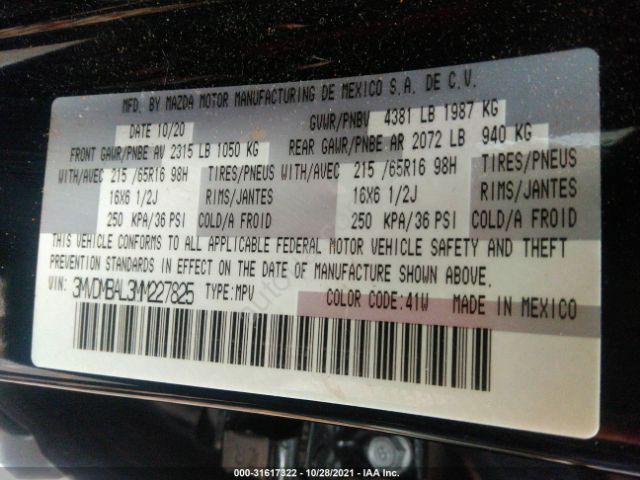 MFD. BY MAZDA MOTOR MANUFACTURING DE MEXICO S.A. DE C.V.
DATE 10/20 GVWR/PNBV 4381 LB 1987 KG
FRONT GAWR/PNBE AV 2315 LB 1050 KG REAR GAWR/PNBE AR 2072 LB 940 KG
WITH/AVEC 215 /65R16 98H TIRES/PNEUS WITH/AVEC 215 /65R16 98H TIRES/PNEUS
16X6 1/2J RIMS/JANTES 16X6 1/2J RIMS/JANTES
250 KPA/36 PSI COLD/A FROID 250 KPA/36 PSI COLD/A FROID
THIS VEHICLE CONFORMS TO ALL APPLICABLE FEDERAL MOTOR VEHICLE SAFETY AND THEFT
PREVENTION STANDARDS IN EFFECT ON THE DATE OF MANUFACTURE SHOWN ABOVE.
VIN: 3MVDMBAL3MM227825 TYPE:MPV COLOR CODE:41W MADE IN MEXICO
000-31617322 - 10/28/2021 - IAA Inc.